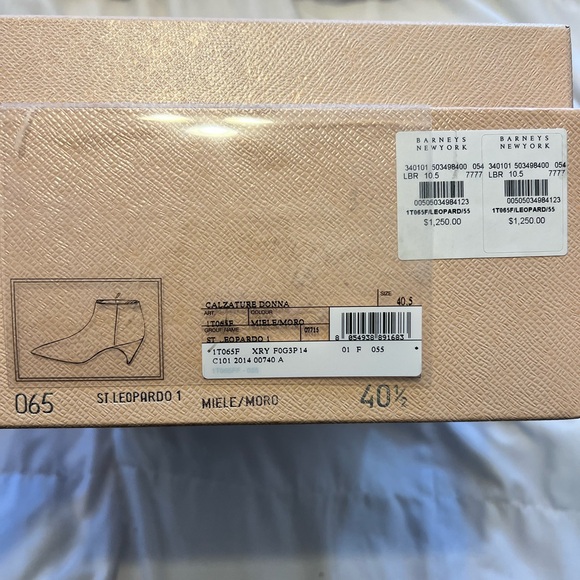 BARNEYS
NEWYORK
340101 503498400 054
LBR 10.5 7777
00505034984123
1T065F/LEOPARD/55
$1,250.00
BARNEYS
NEWYORK
340101 503498400 054
LBR 10.5 7777
00505034984123
1T065F/LEOPARD/55
$1,250.00
CALZATURE DONNA SIZE 40.5
ART. COLOUR
1T065F MIELE/MORO
GROUP NAME
ST LEOPARDO 1
8 854938 891683
1T065F XRY F0G3P14 01 F 055
C101 2014 00740 A
065 ST LEOPARDO 1 MIELE/MORO 40½